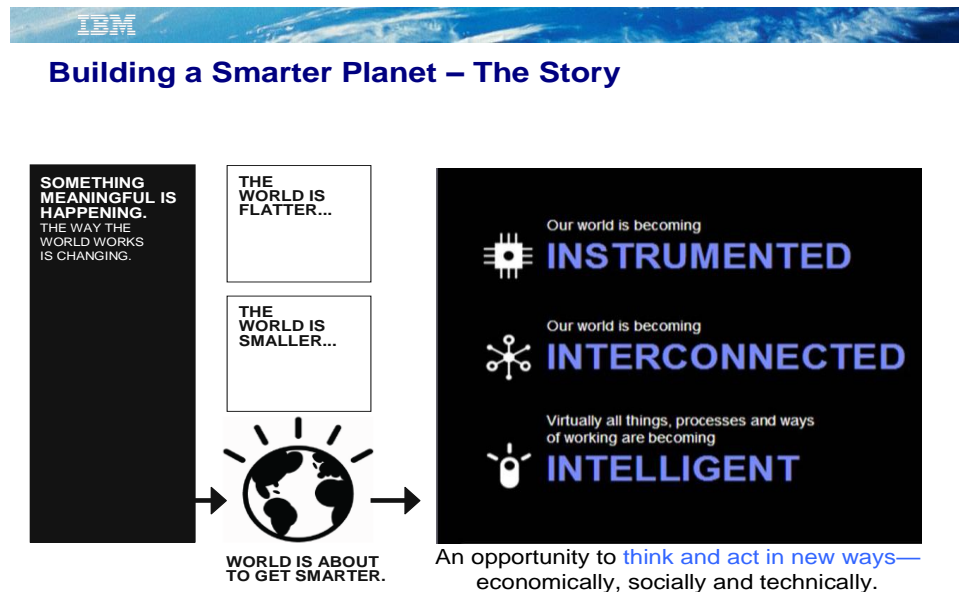 IBM
Building a Smarter Planet – The Story
SOMETHING
MEANINGFUL IS
HAPPENING.
THE WAY THE
WORLD WORKS
IS CHANGING.
THE
WORLD IS
FLATTER...
THE
WORLD IS
SMALLER...
WORLD IS ABOUT
TO GET SMARTER.
Our world is becoming
INSTRUMENTED
Our world is becoming
INTERCONNECTED
Virtually all things, processes and ways
of working are becoming
INTELLIGENT
An opportunity to think and act in new ways—
economically, socially and technically.